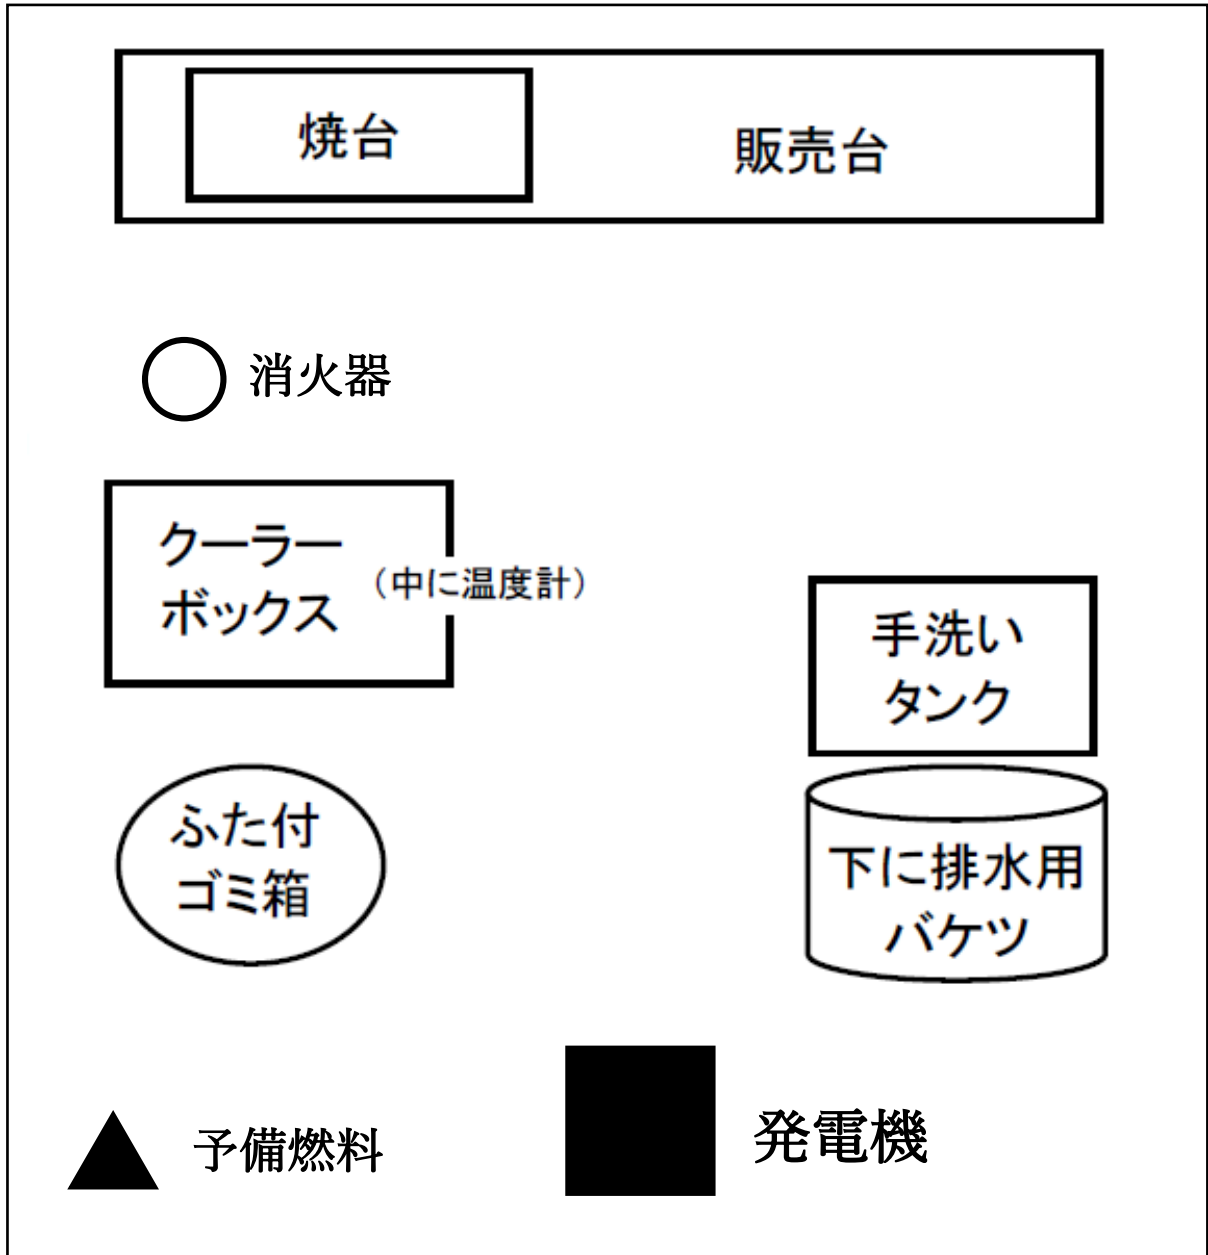 焼台
販売台
消火器
クーラー
ボックス
（中に温度計）
手洗い
タンク
ふた付
ゴミ箱
下に排水用
バケツ
予備燃料
発電機